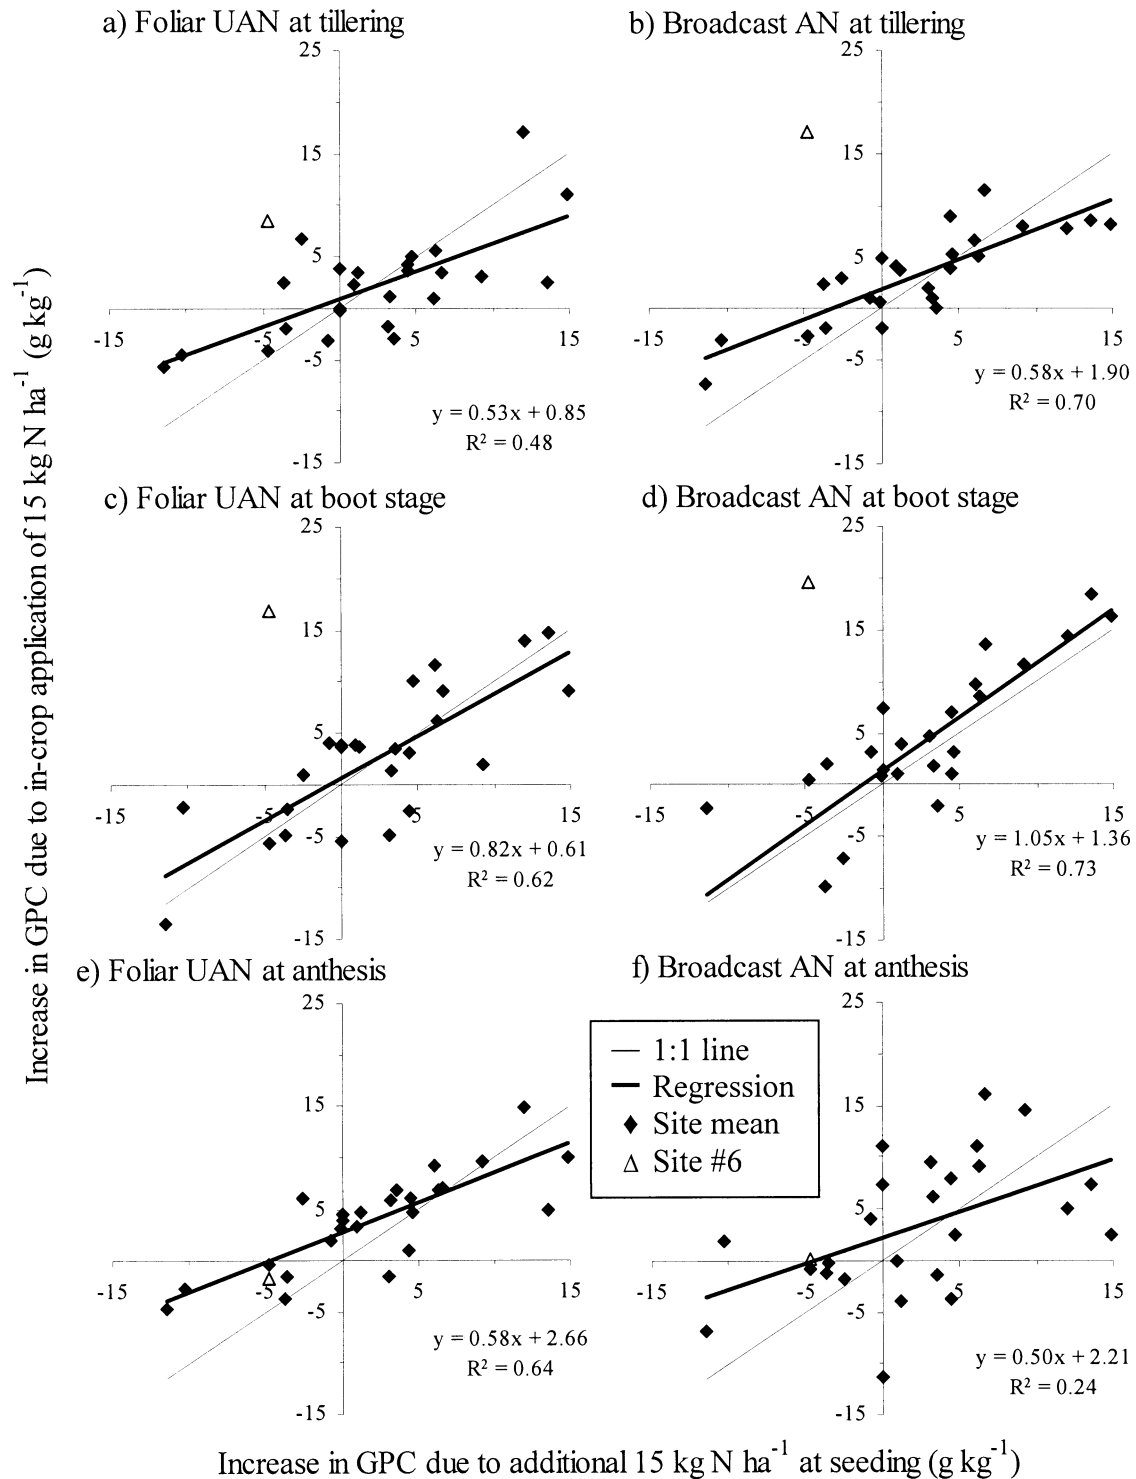 a) Foliar UAN at tillering
b) Broadcast AN at tillering
25
15
5
-15
-5
5
15
-5
-15
y = 0.53x + 0.85
R² = 0.48
25
15
5
-15
-5
5
15
-5
-15
y = 0.58x + 1.90
R² = 0.70
c) Foliar UAN at boot stage
d) Broadcast AN at boot stage
25
15
5
-15
-5
5
15
-5
-15
y = 0.82x + 0.61
R² = 0.62
25
15
5
-15
-5
5
15
-5
-15
y = 1.05x + 1.36
R² = 0.73
e) Foliar UAN at anthesis
f) Broadcast AN at anthesis
25
15
5
-15
-5
5
15
-5
-15
y = 0.58x + 2.66
R² = 0.64
25
1:1 line
Regression
Site mean
Site #6
15
5
-15
-5
5
15
-5
-15
y = 0.50x + 2.21
R² = 0.24
Increase in GPC due to in-crop application of 15 kg N ha⁻¹ (g kg⁻¹)
Increase in GPC due to additional 15 kg N ha⁻¹ at seeding (g kg⁻¹)